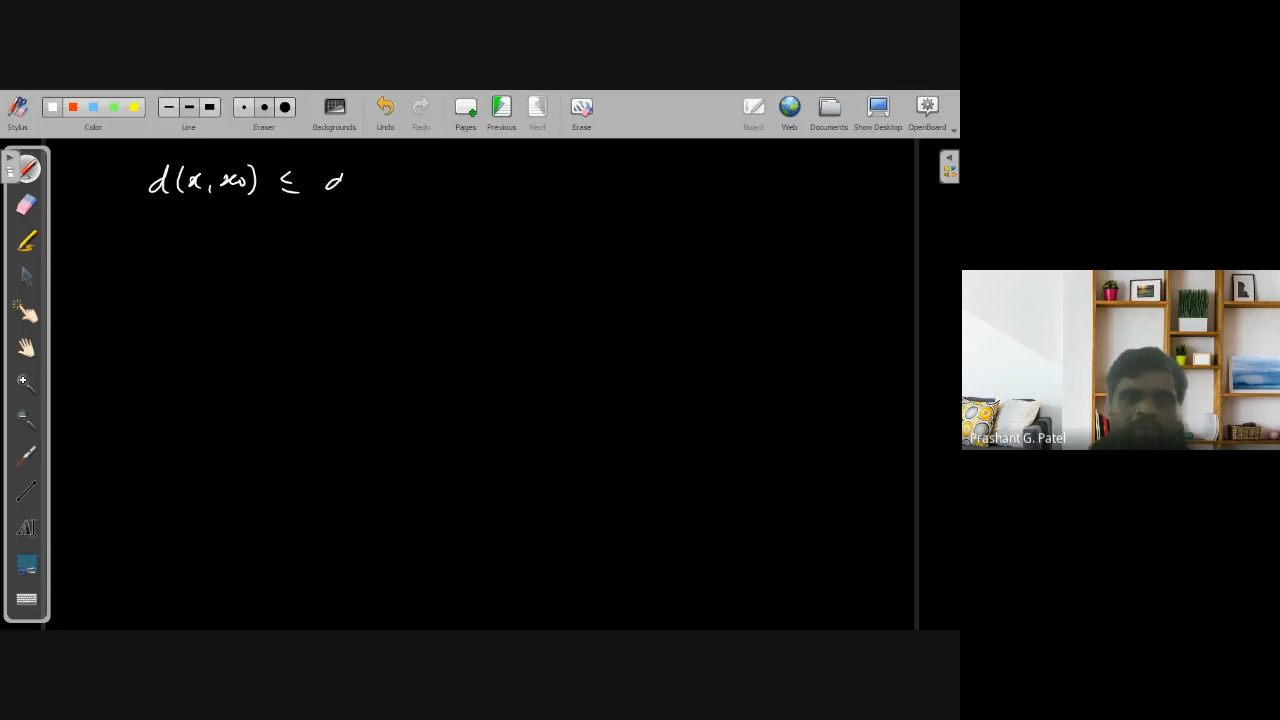 Color
Line
Eraser
Backgrounds
Undo
Redo
Pages
Previous
Next
Erase
Board
Web
Documents
Show Desktop
OpenBoard
Stylus
d(x, x₀) ≤ d
AI
Prashant G. Patel